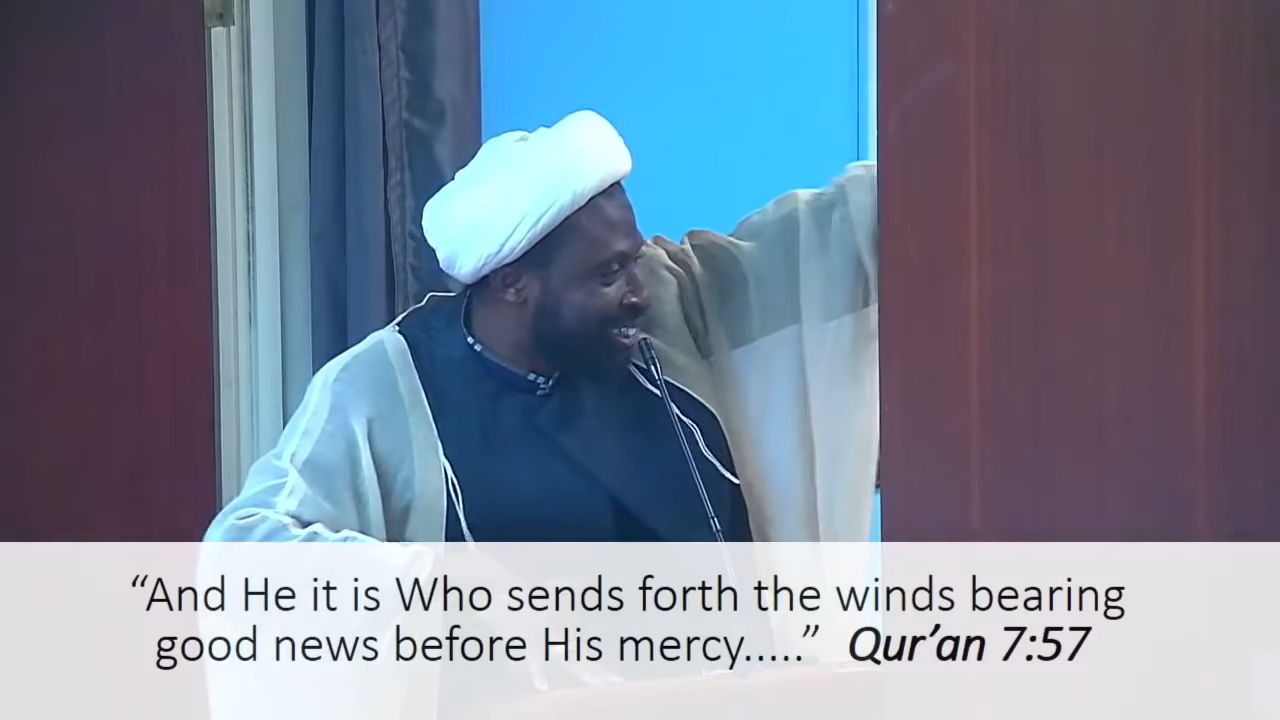 “And He it is Who sends forth the winds bearing
good news before His mercy.....” Qur’an 7:57